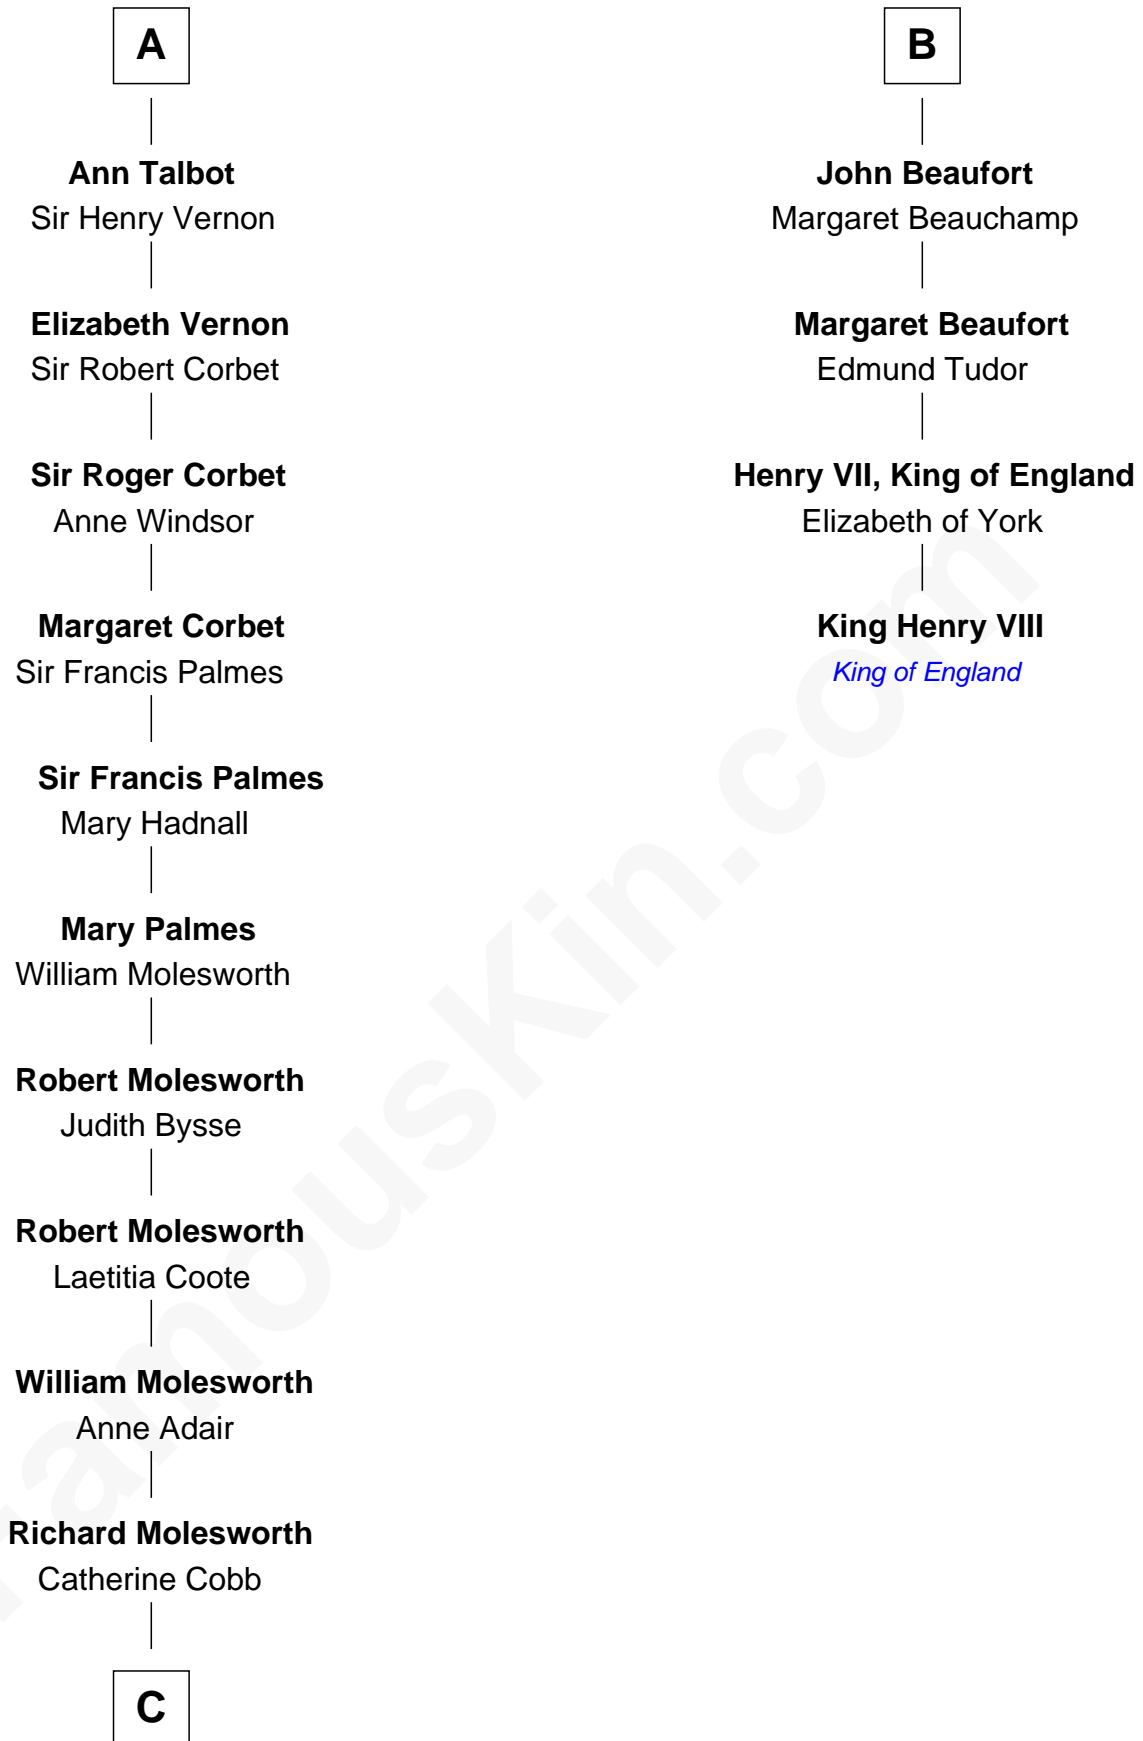 A
Ann Talbot
Sir Henry Vernon
Elizabeth Vernon
Sir Robert Corbet
Sir Roger Corbet
Anne Windsor
Margaret Corbet
Sir Francis Palmes
Sir Francis Palmes
Mary Hadnall
Mary Palmes
William Molesworth
Robert Molesworth
Judith Bysse
Robert Molesworth
Laetitia Coote
William Molesworth
Anne Adair
Richard Molesworth
Catherine Cobb
C
B
John Beaufort
Margaret Beauchamp
Margaret Beaufort
Edmund Tudor
Henry VII, King of England
Elizabeth of York
King Henry VIII
King of England
FamousKin.com